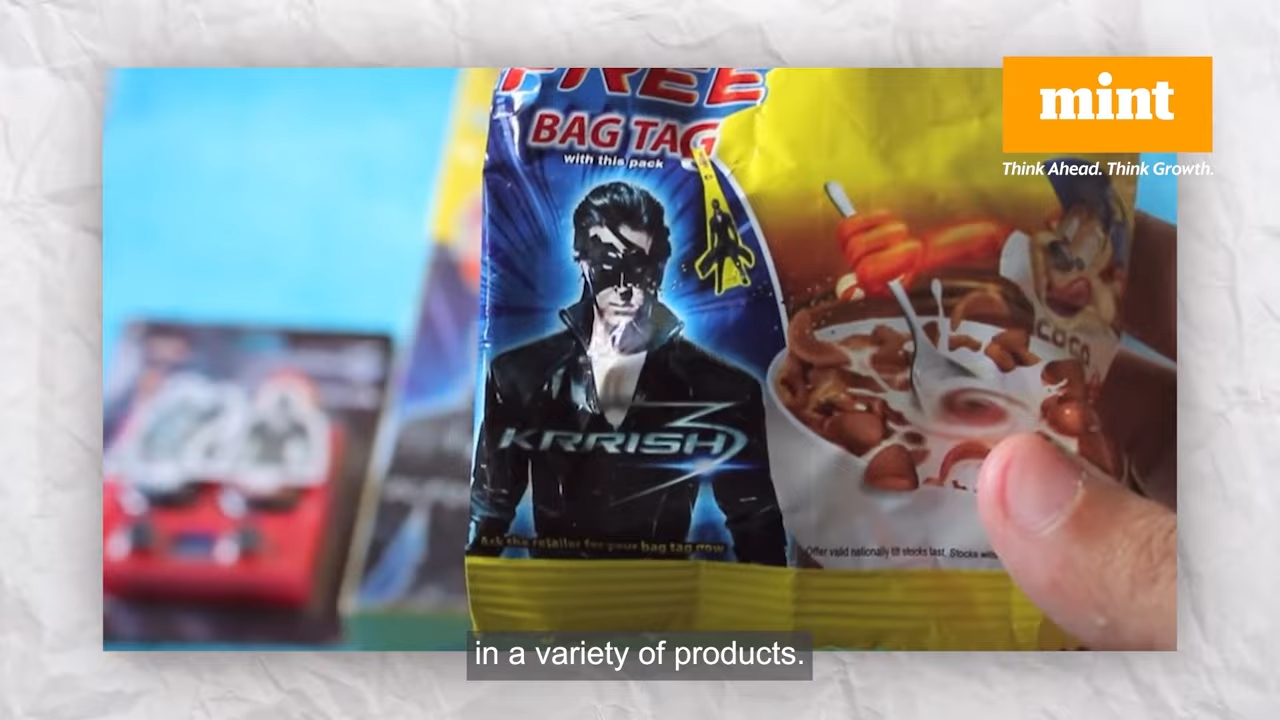 mint
Think Ahead. Think Growth.
FREE
BAG TAG
with this pack
KRRISH 3
Ask the retailer for your bag tag now
COCO
Offer valid nationally till stocks last. Stocks
in a variety of products.